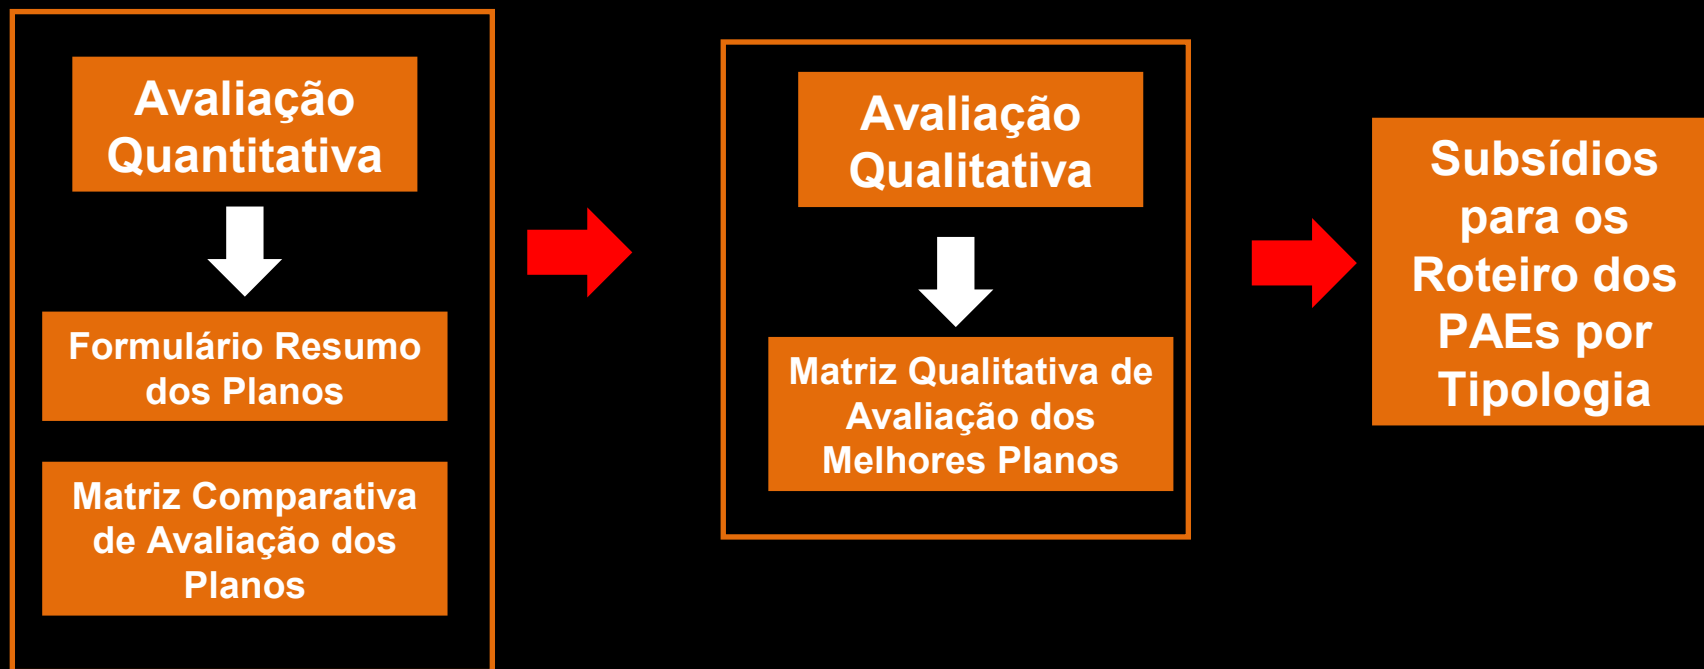 Avaliação
Quantitativa
Formulário Resumo
dos Planos
Matriz Comparativa
de Avaliação dos
Planos
Avaliação
Qualitativa
Matriz Qualitativa de
Avaliação dos
Melhores Planos
Subsídios
para os
Roteiro dos
PAEs por
Tipologia